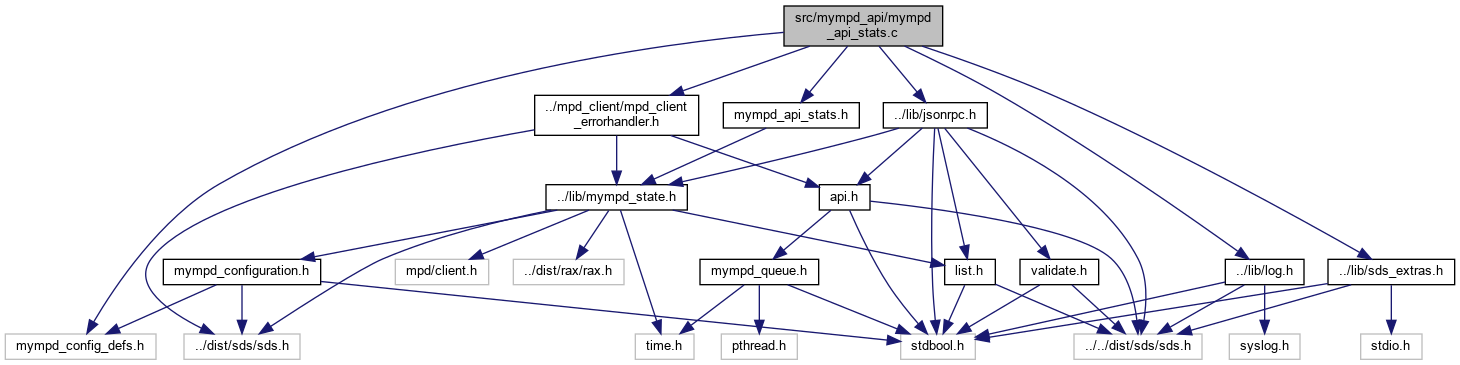 src/mympd_api/mympd
_api_stats.c
../mpd_client/mpd_client
_errorhandler.h
mympd_api_stats.h
../lib/jsonrpc.h
../lib/mympd_state.h
api.h
mympd_configuration.h
mpd/client.h
../dist/rax/rax.h
mympd_queue.h
list.h
validate.h
../lib/log.h
../lib/sds_extras.h
mympd_config_defs.h
../dist/sds/sds.h
time.h
pthread.h
stdbool.h
../../dist/sds/sds.h
syslog.h
stdio.h